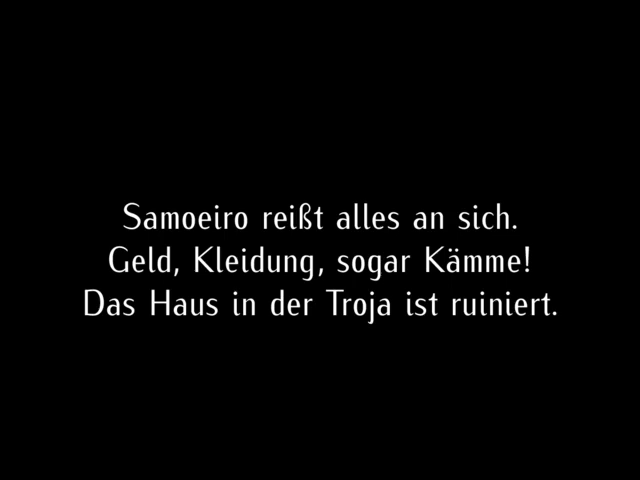 Samoeiro reißt alles an sich.
Geld, Kleidung, sogar Kämme!
Das Haus in der Troja ist ruiniert.